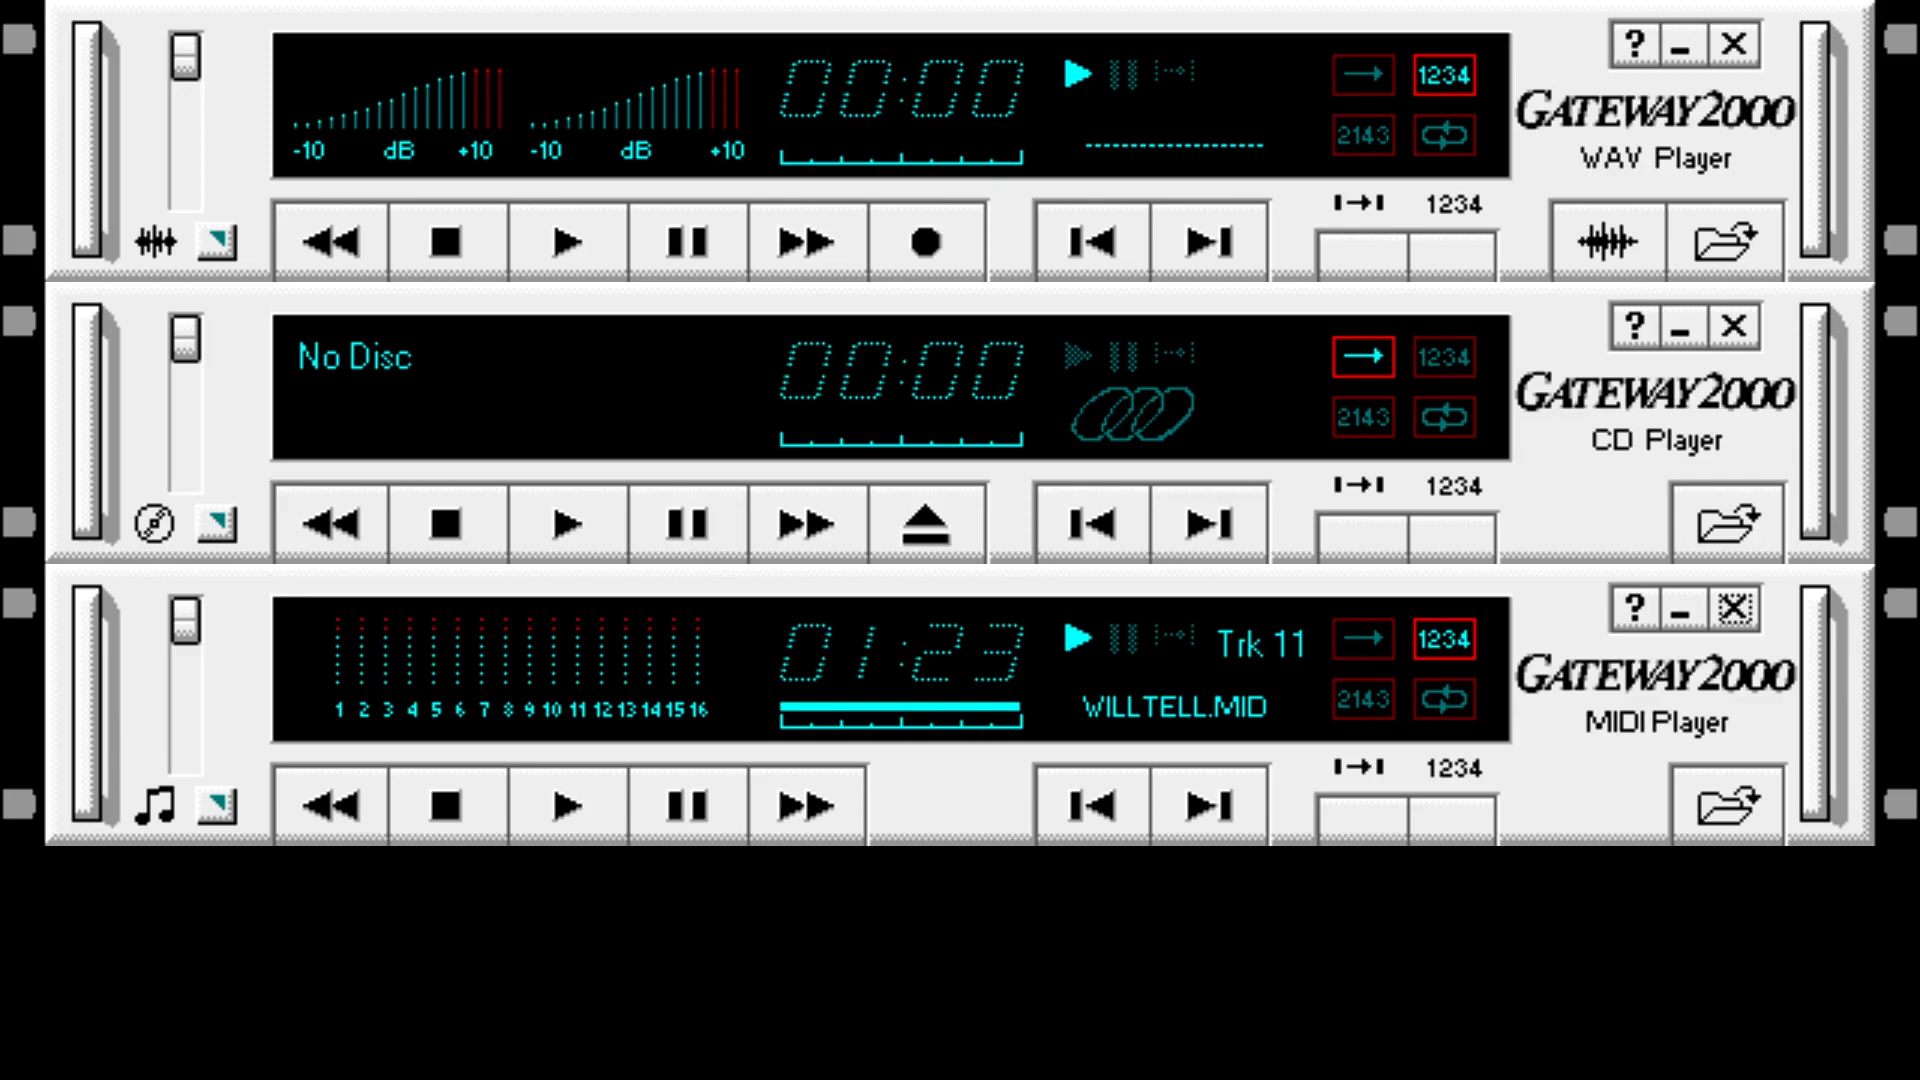 00:00
1234
-10 dB +10 -10 dB +10
2143
? _ X
GATEWAY2000
WAV Player
1234
No Disc
00:00
1234
2143
? _ X
GATEWAY2000
CD Player
1234
01:23
Trk 11
1234
1 2 3 4 5 6 7 8 9 10 11 12 13 14 15 16
WILLTELL.MID
2143
? _ X
GATEWAY2000
MIDI Player
1234